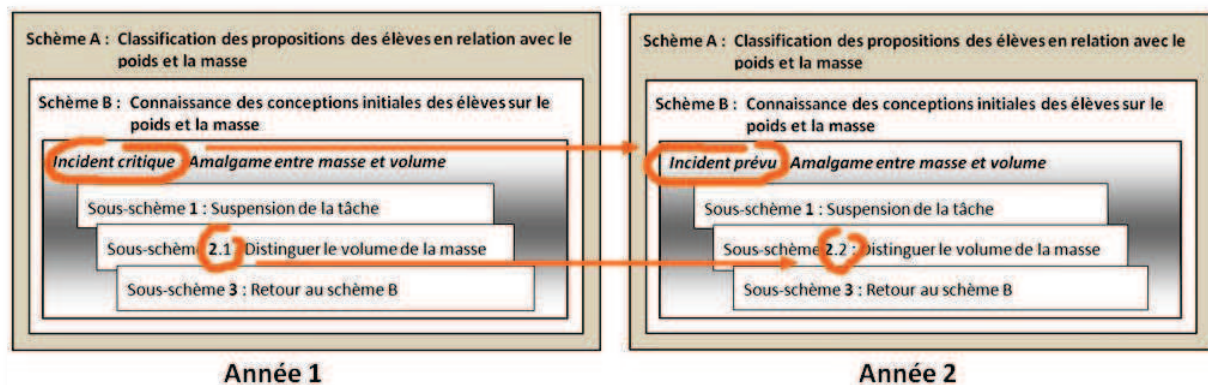 Schème A : Classification des propositions des élèves en relation avec le
poids et la masse
Schème B : Connaissance des conceptions initiales des élèves sur le
poids et la masse
Incident critique Amalgame entre masse et volume
Sous-schème 1 : Suspension de la tâche
Sous-schème 2.1 : Distinguer le volume de la masse
Sous-schème 3 : Retour au schème B
Année 1
Schème A : Classification des propositions des élèves en relation avec le
poids et la masse
Schème B : Connaissance des conceptions initiales des élèves sur le
poids et la masse
Incident prévu Amalgame entre masse et volume
Sous-schème 1 : Suspension de la tâche
Sous-schème 2.2 : Distinguer le volume de la masse
Sous-schème 3 : Retour au schème B
Année 2